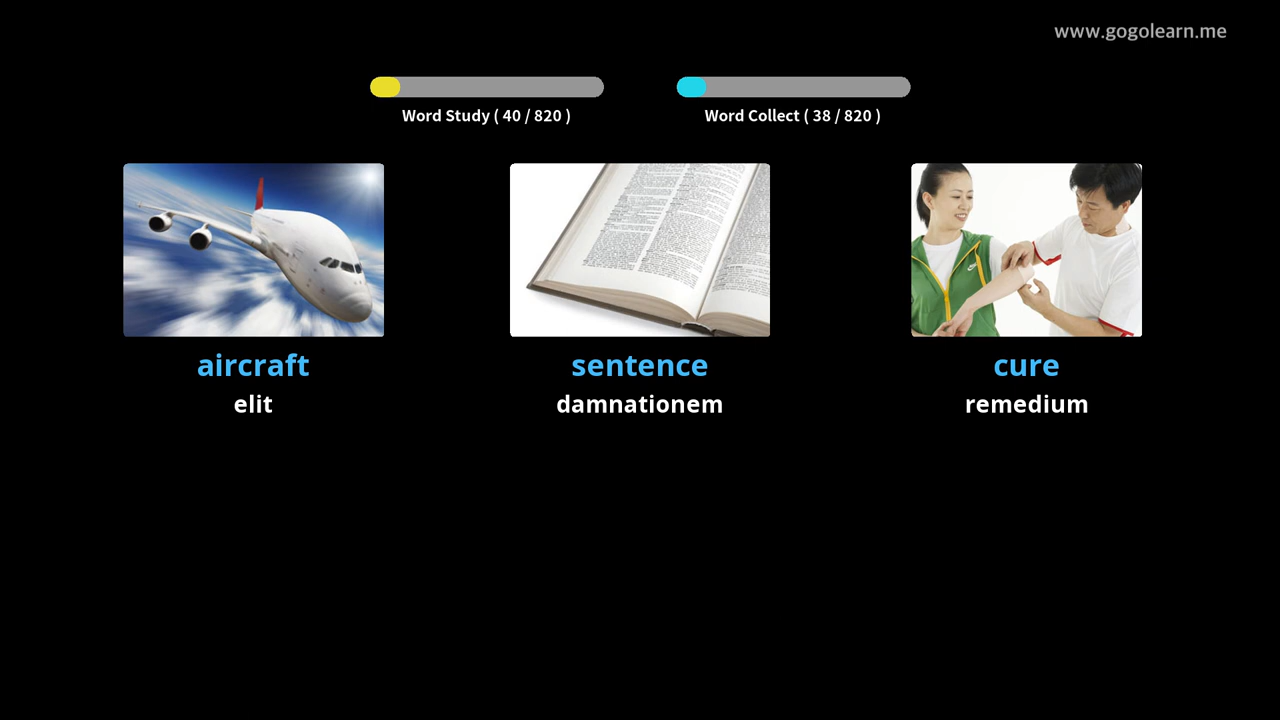 www.gogolearn.me
Word Study ( 40 / 820 )
Word Collect ( 38 / 820 )
aircraft
elit
sentence
damnationem
cure
remedium